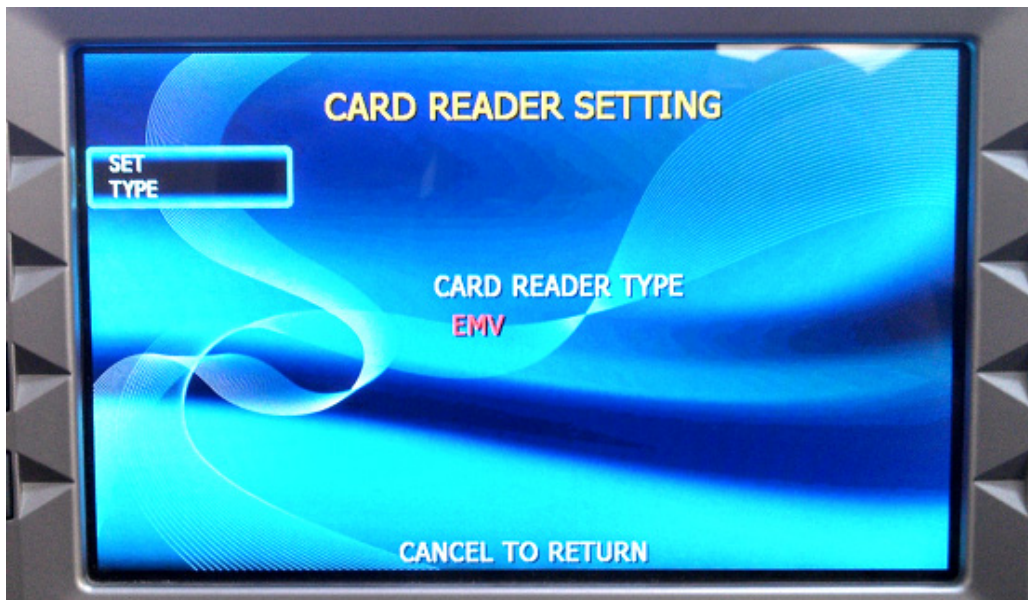 CARD READER SETTING
SET
TYPE
CARD READER TYPE
EMV
CANCEL TO RETURN